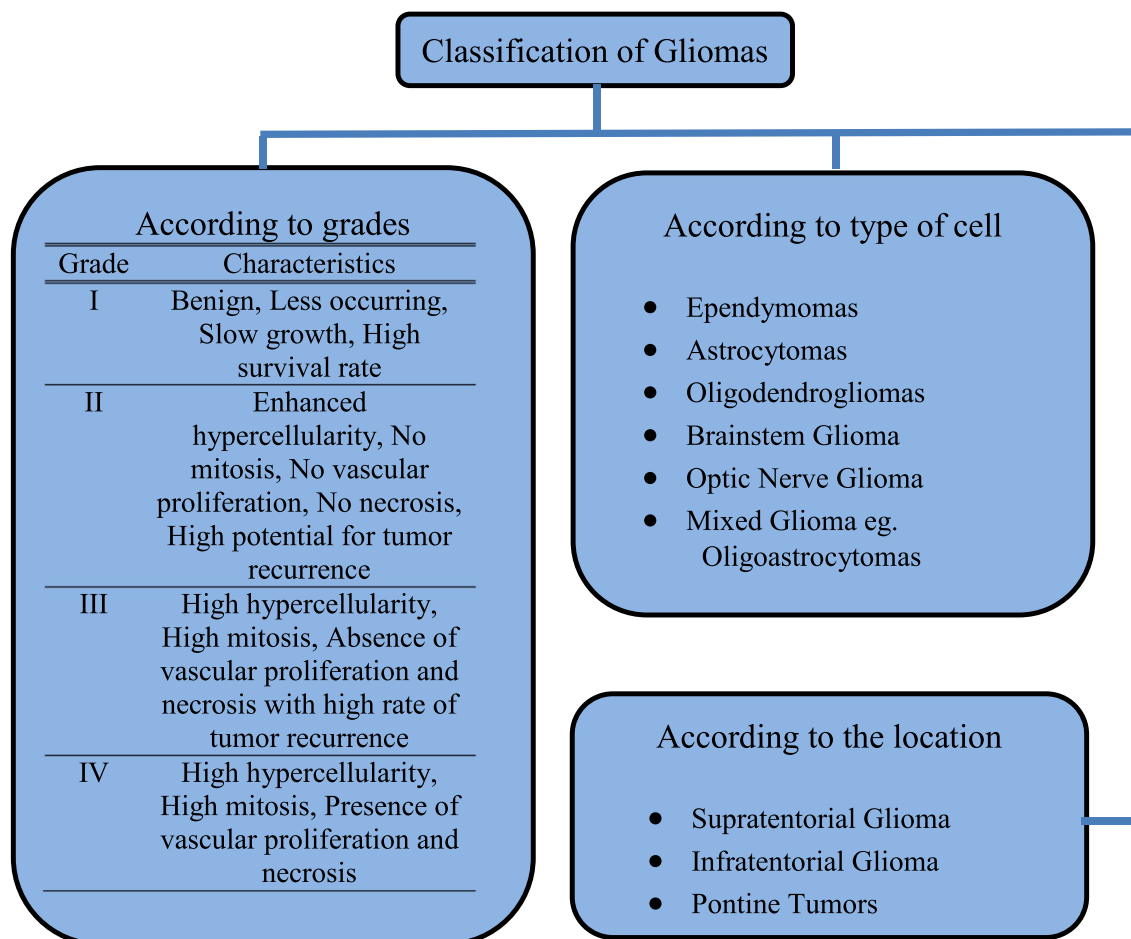 Classification of Gliomas
According to grades
Grade Characteristics
I Benign, Less occurring,
Slow growth, High
survival rate
II Enhanced
hypercellularity, No
mitosis, No vascular
proliferation, No necrosis,
High potential for tumor
recurrence
III High hypercellularity,
High mitosis, Absence of
vascular proliferation and
necrosis with high rate of
tumor recurrence
IV High hypercellularity,
High mitosis, Presence of
vascular proliferation and
necrosis
According to type of cell
• Ependymomas
• Astrocytomas
• Oligodendrogliomas
• Brainstem Glioma
• Optic Nerve Glioma
• Mixed Glioma eg.
Oligoastrocytomas
According to the location
• Supratentorial Glioma
• Infratentorial Glioma
• Pontine Tumors